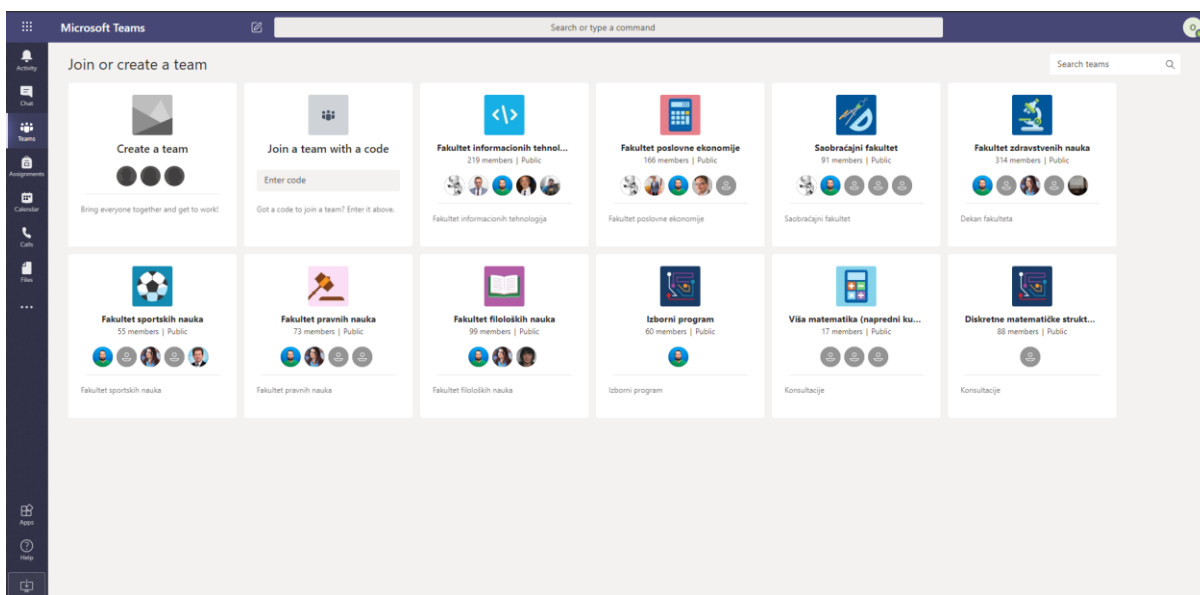 Microsoft Teams
Search or type a command
O
Activity
Chat
Teams
Assignments
Calendar
Calls
Files
Apps
Help
Join or create a team
Search teams
Create a team
Bring everyone together and get to work!
Join a team with a code
Enter code
Got a code to join a team? Enter it above.
Fakultet informacionih tehnol...
219 members | Public
Fakultet informacionih tehnologija
Fakultet poslovne ekonomije
166 members | Public
Fakultet poslovne ekonomije
Saobraćajni fakultet
91 members | Public
Saobraćajni fakultet
Fakultet zdravstvenih nauka
314 members | Public
Dekan fakulteta
Fakultet sportskih nauka
55 members | Public
Fakultet sportskih nauka
Fakultet pravnih nauka
73 members | Public
Fakultet pravnih nauka
Fakultet filoloških nauka
99 members | Public
Fakultet filoloških nauka
Izborni program
60 members | Public
Izborni program
Viša matematika (napredni ku...
17 members | Public
Konsultacije
Diskretne matematičke strukt...
88 members | Public
Konsultacije